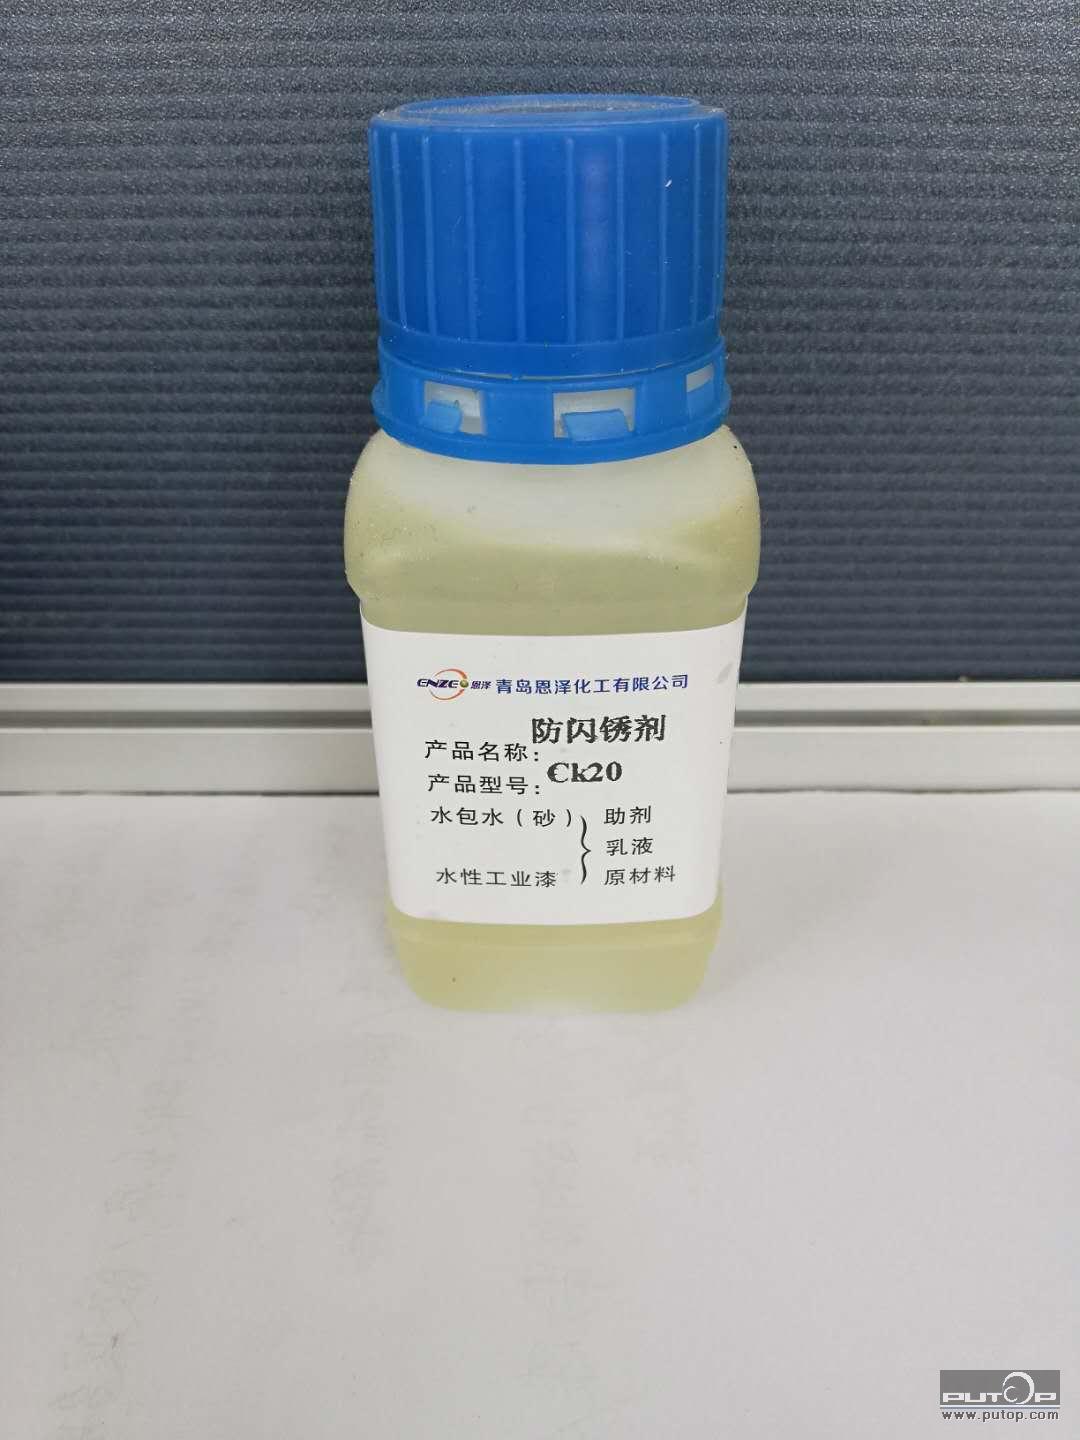 ENZE 恩泽 青岛恩泽化工有限公司
产品名称：防闪锈剂
产品型号：Ck20
水包水（砂） 助剂
乳液
水性工业漆 原材料
PUTOP
www.putop.com